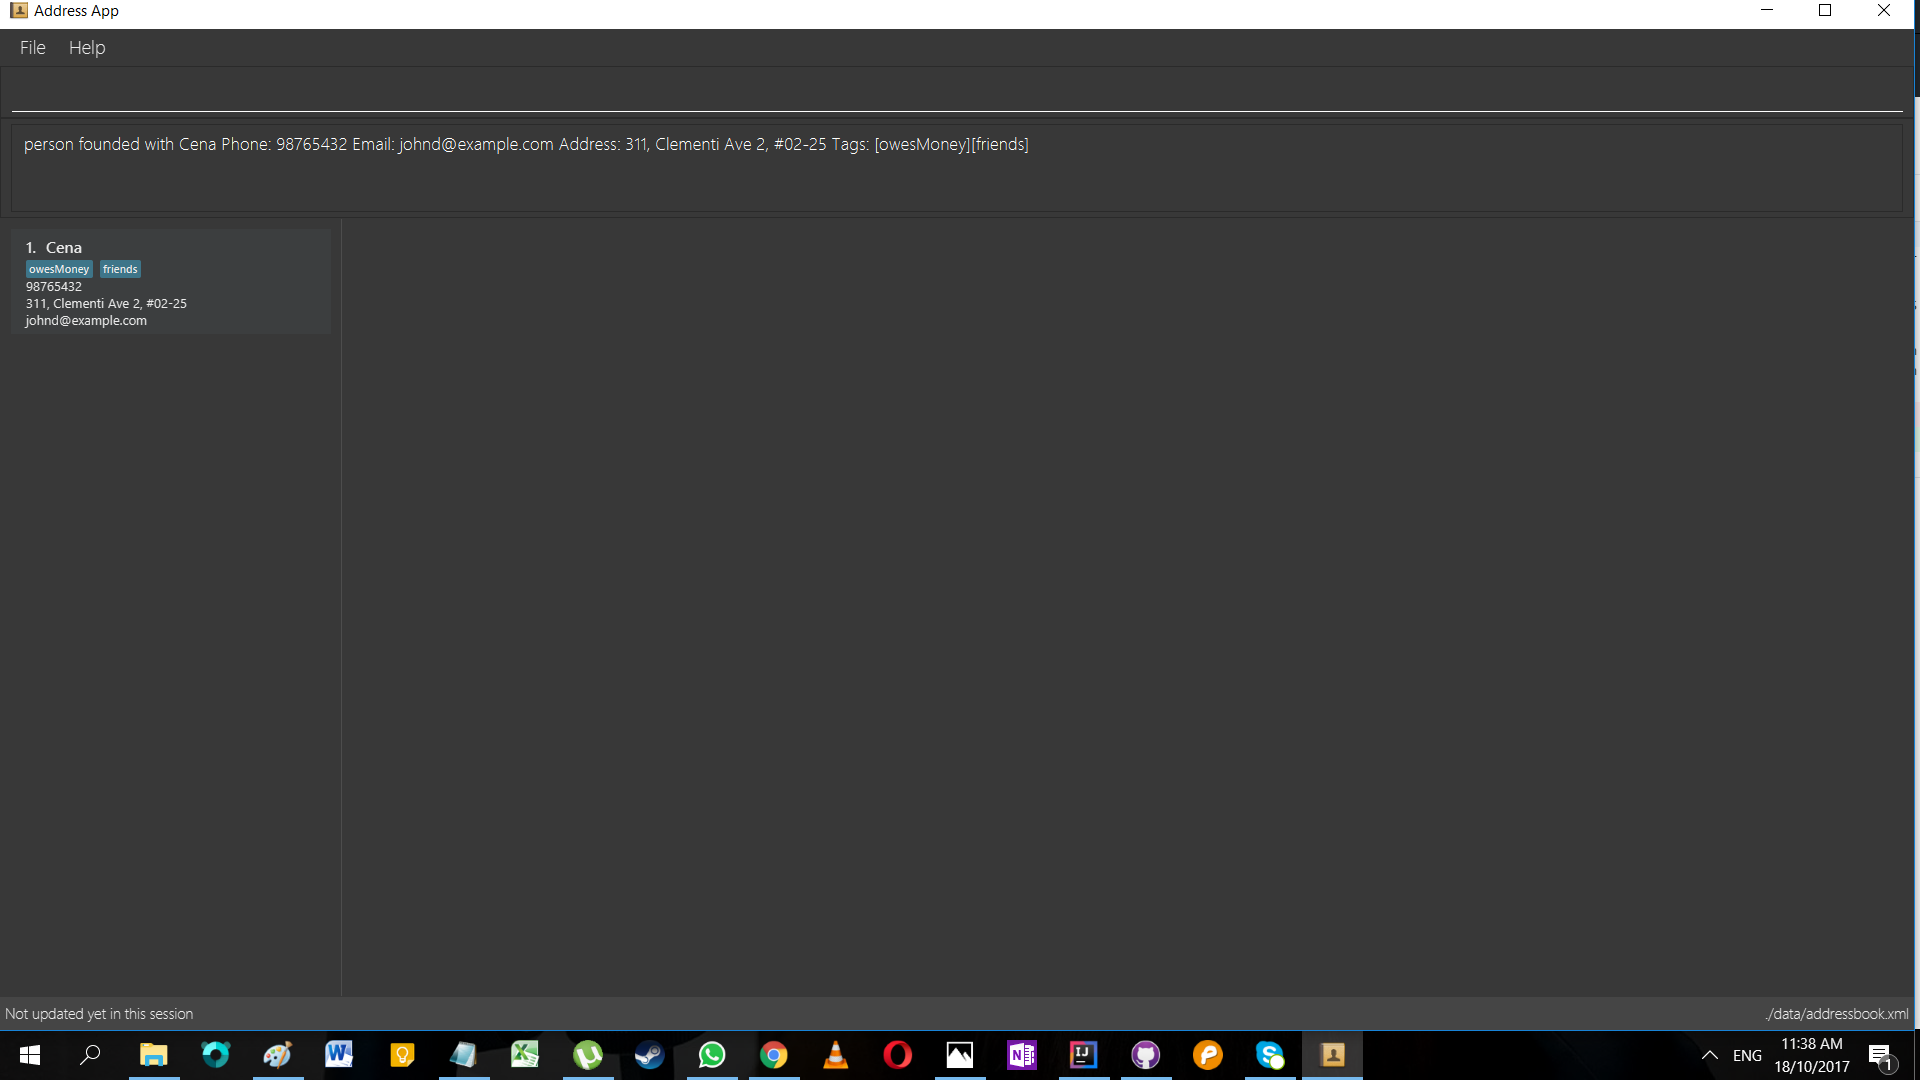 Address App
File Help
person founded with Cena Phone: 98765432 Email: johnd@example.com Address: 311, Clementi Ave 2, #02-25 Tags: [owesMoney][friends]
1. Cena
owesMoney friends
98765432
311, Clementi Ave 2, #02-25
johnd@example.com
Not updated yet in this session
./data/addressbook.xml
ENG
11:38 AM
18/10/2017
1